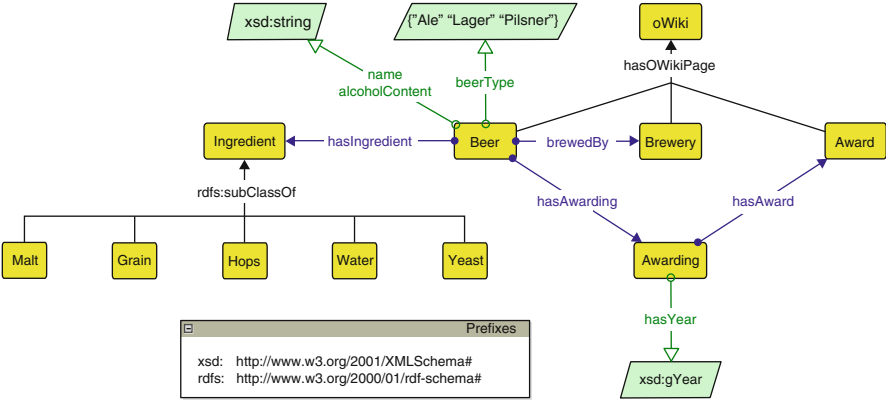 xsd:string
{"Ale" "Lager" "Pilsner"}
oWiki
hasOWikiPage
name
alcoholContent
beerType
Ingredient
hasIngredient
Beer
brewedBy
Brewery
Award
rdfs:subClassOf
hasAwarding
hasAward
Malt
Grain
Hops
Water
Yeast
Awarding
hasYear
Prefixes
xsd: http://www.w3.org/2001/XMLSchema#
rdfs: http://www.w3.org/2000/01/rdf-schema#
xsd:gYear